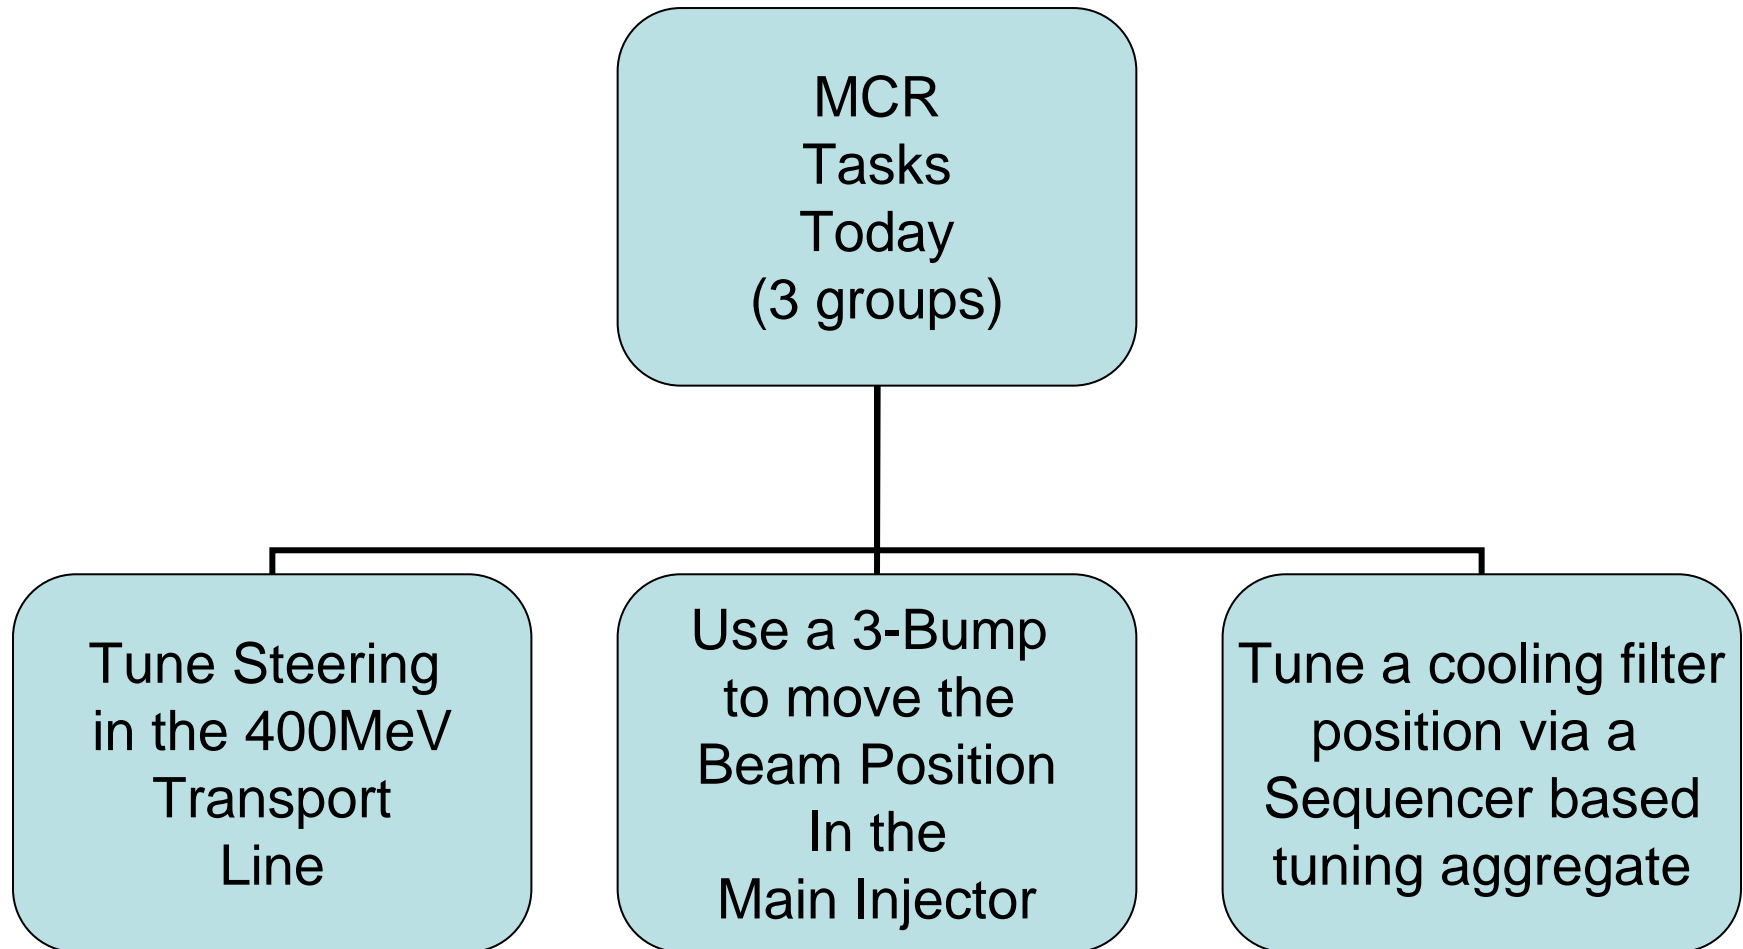 MCR
Tasks
Today
(3 groups)
Tune Steering
in the 400MeV
Transport
Line
Use a 3-Bump
to move the
Beam Position
In the
Main Injector
Tune a cooling filter
position via a
Sequencer based
tuning aggregate